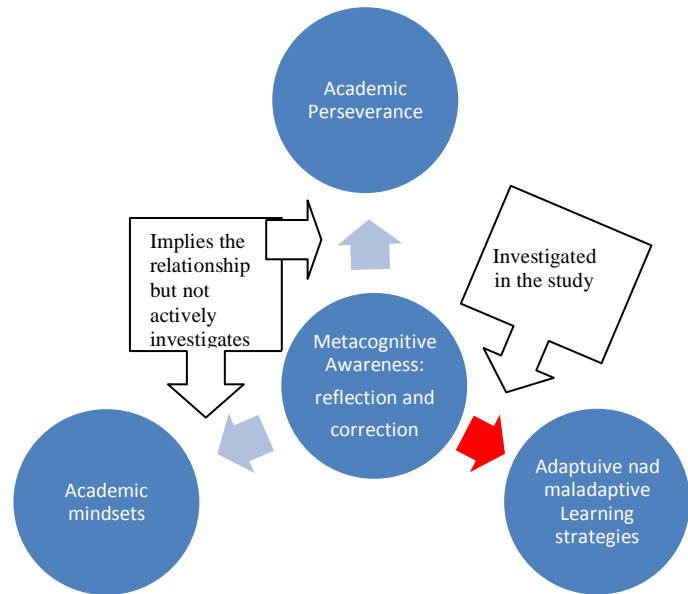 Academic
Perseverance
Implies the
relationship
but not
actively
investigates
Investigated
in the study
Metacognitive
Awareness:
reflection and
correction
Academic
mindsets
Adaptuive nad
maladaptive
Learning
strategies